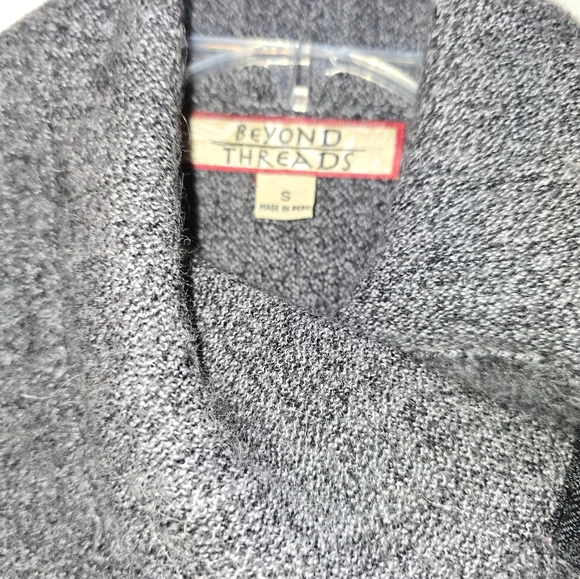 BEYOND
THREADS
S
MADE IN PERU